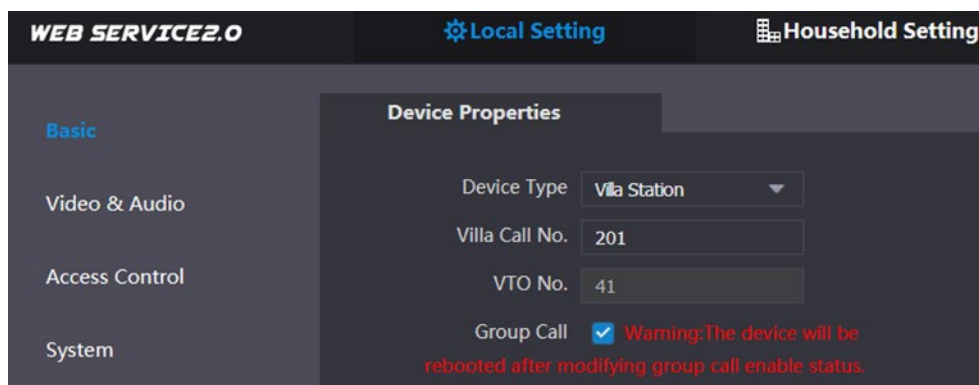 WEB SERVICE2.0 Local Setting Household Setting
Basic
Video & Audio
Access Control
System
Device Properties
Device Type Villa Station
Villa Call No. 201
VTO No. 41
Group Call Warning:The device will be
rebooted after modifying group call enable status.